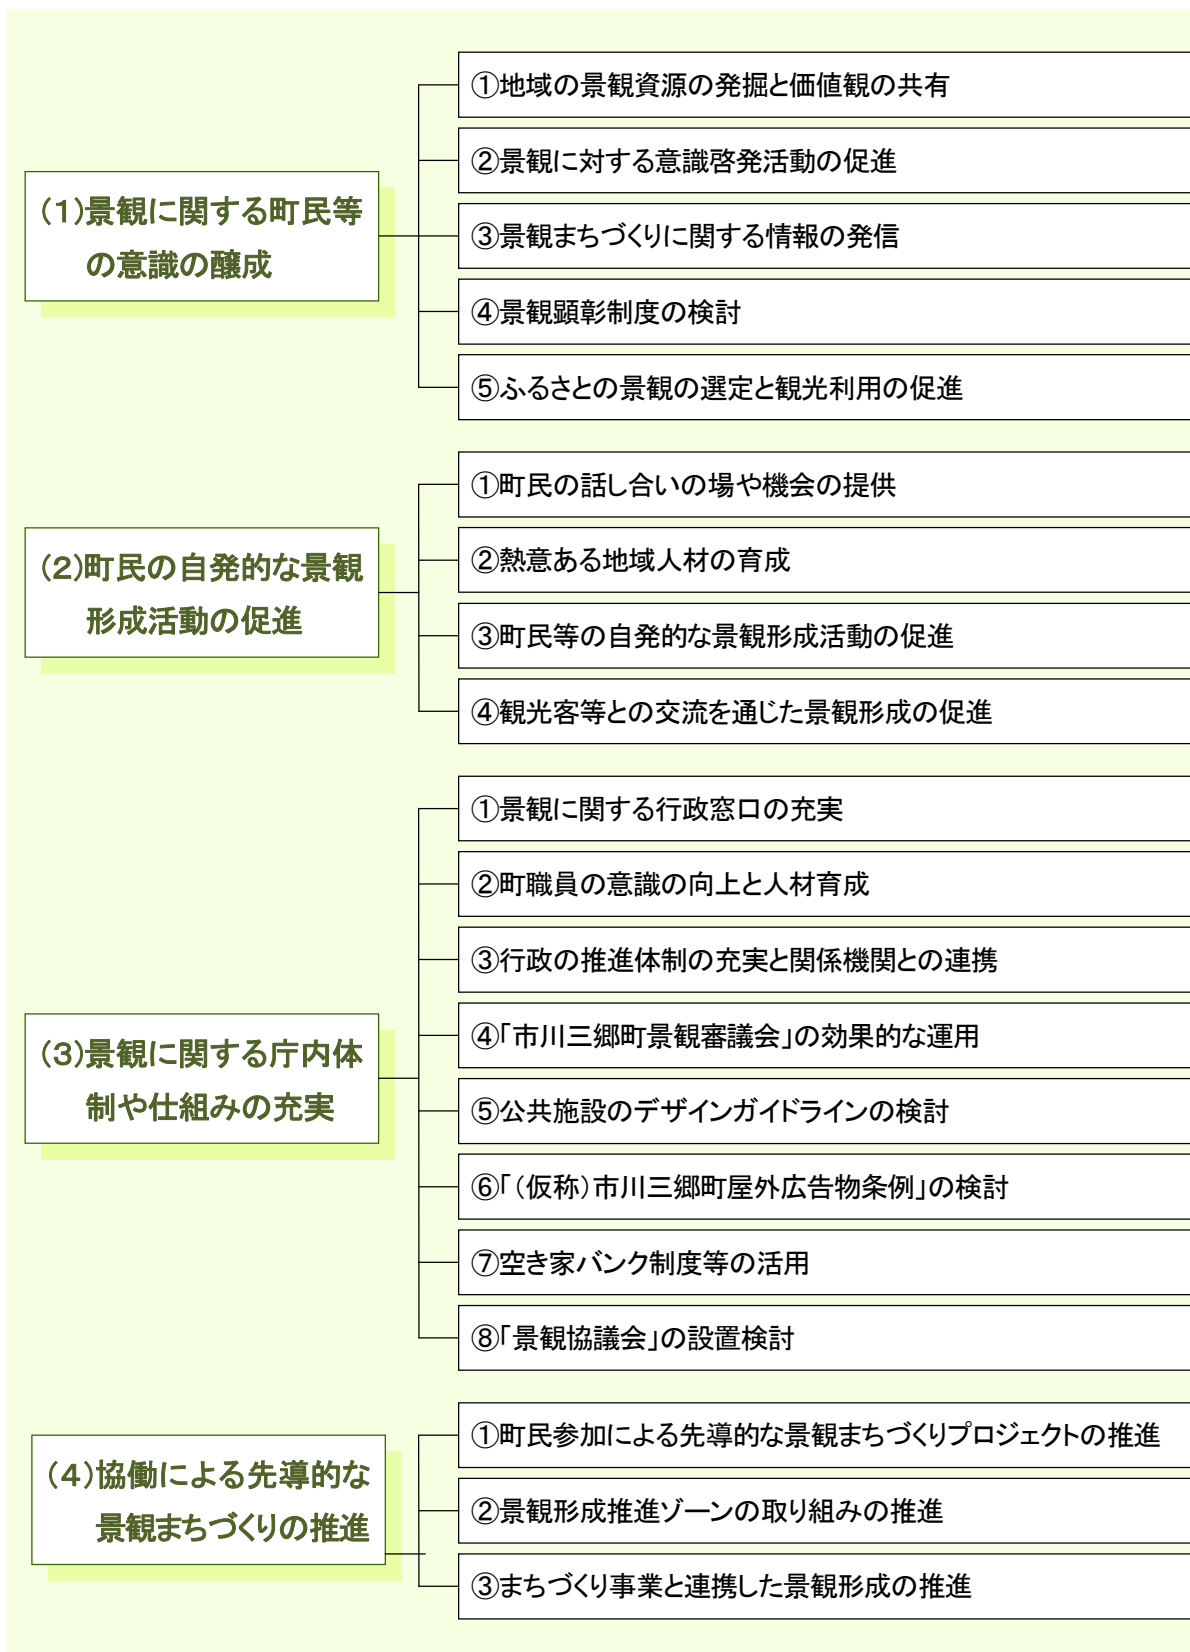 (1)景観に関する町民等
の意識の醸成
①地域の景観資源の発掘と価値観の共有
②景観に対する意識啓発活動の促進
③景観まちづくりに関する情報の発信
④景観顕彰制度の検討
⑤ふるさとの景観の選定と観光利用の促進
(2)町民の自発的な景観
形成活動の促進
①町民の話し合いの場や機会の提供
②熱意ある地域人材の育成
③町民等の自発的な景観形成活動の促進
④観光客等との交流を通じた景観形成の促進
(3)景観に関する庁内体
制や仕組みの充実
①景観に関する行政窓口の充実
②町職員の意識の向上と人材育成
③行政の推進体制の充実と関係機関との連携
④「市川三郷町景観審議会」の効果的な運用
⑤公共施設のデザインガイドラインの検討
⑥「(仮称)市川三郷町屋外広告物条例」の検討
⑦空き家バンク制度等の活用
⑧「景観協議会」の設置検討
(4)協働による先導的な
景観まちづくりの推進
①町民参加による先導的な景観まちづくりプロジェクトの推進
②景観形成推進ゾーンの取り組みの推進
③まちづくり事業と連携した景観形成の推進